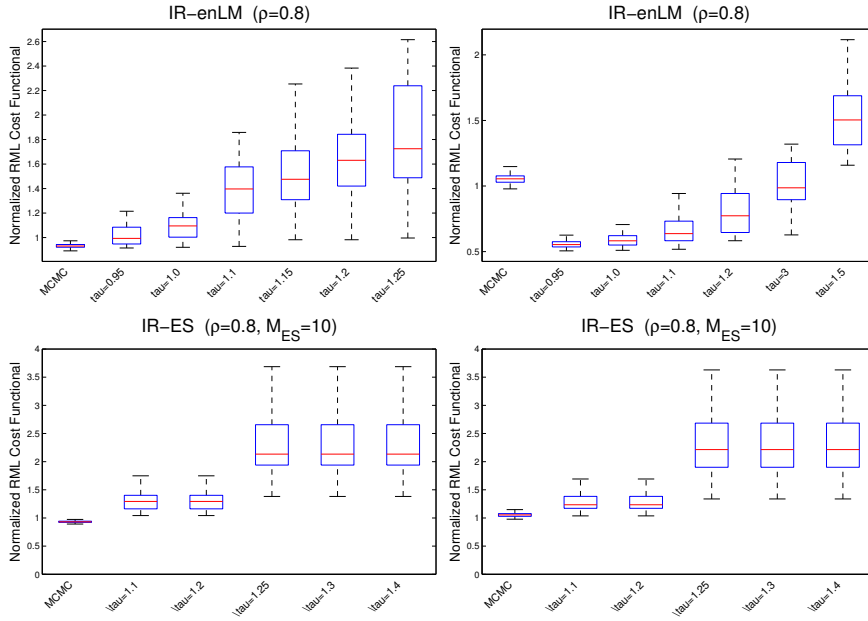 IR−enLM (ρ=0.8)
Normalized RML Cost Functional
2.6
2.4
2.2
2
1.8
1.6
1.4
1.2
1
MCMC
tau=0.95
tau=1.0
tau=1.1
tau=1.15
tau=1.2
tau=1.25
IR−enLM (ρ=0.8)
Normalized RML Cost Functional
2
1.5
1
0.5
MCMC
tau=0.95
tau=1.0
tau=1.1
tau=1.2
tau=3
tau=1.5
IR−ES (ρ=0.8, M_ES=10)
Normalized RML Cost Functional
4
3.5
3
2.5
2
1.5
1
0.5
0
MCMC
\tau=1.1
\tau=1.2
\tau=1.25
\tau=1.3
\tau=1.4
IR−ES (ρ=0.8, M_ES=10)
Normalized RML Cost Functional
4
3.5
3
2.5
2
1.5
1
0.5
0
MCMC
\tau=1.1
\tau=1.2
\tau=1.25
\tau=1.3
\tau=1.4